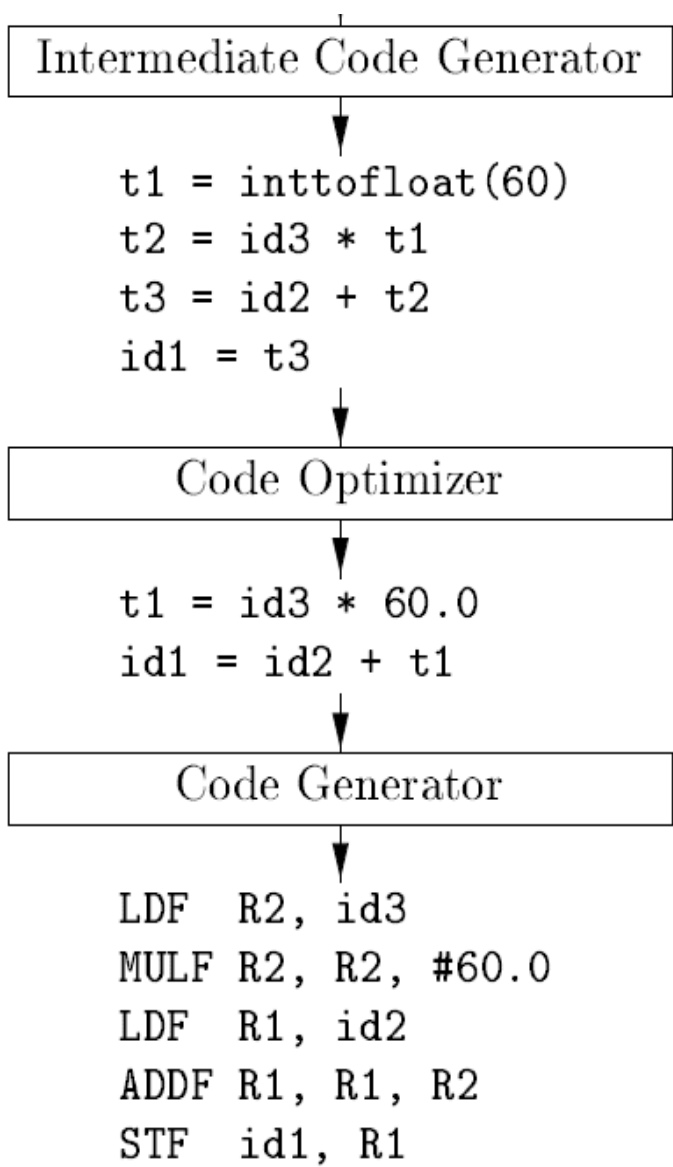 Intermediate Code Generator
t1 = inttofloat(60)
t2 = id3 * t1
t3 = id2 + t2
id1 = t3
Code Optimizer
t1 = id3 * 60.0
id1 = id2 + t1
Code Generator
LDF R2, id3
MULF R2, R2, #60.0
LDF R1, id2
ADDF R1, R1, R2
STF id1, R1